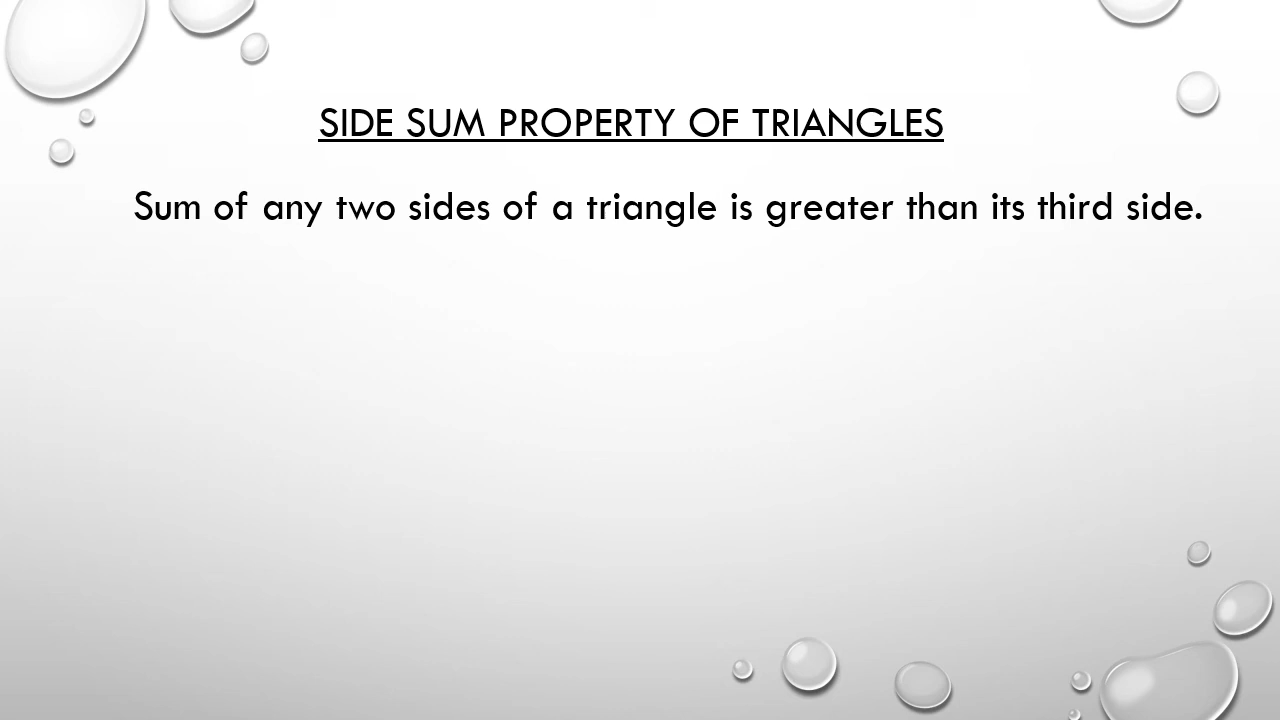 SIDE SUM PROPERTY OF TRIANGLES
Sum of any two sides of a triangle is greater than its third side.